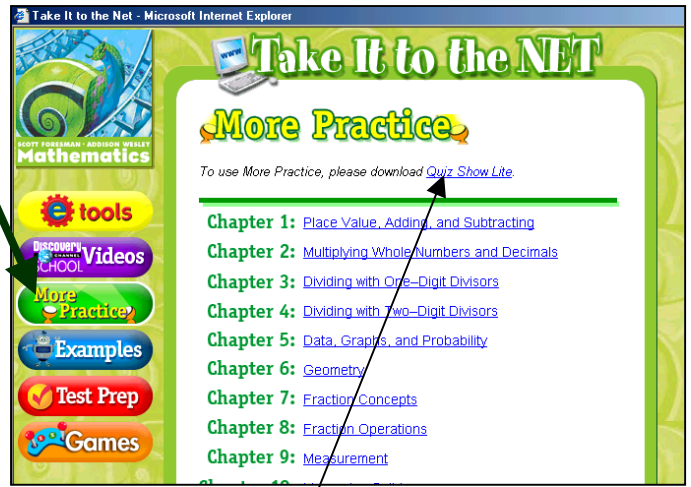 Take It to the Net - Microsoft Internet Explorer
www
Take It to the NET
SCOTT FORESMAN - ADDISON WESLEY
Mathematics
More Practice
To use More Practice, please download Quiz Show Lite.
e tools
Discovery
CHANNEL
SCHOOL
Videos
More
Practice
Examples
Test Prep
Games
Chapter 1: Place Value, Adding, and Subtracting
Chapter 2: Multiplying Whole Numbers and Decimals
Chapter 3: Dividing with One–Digit Divisors
Chapter 4: Dividing with Two–Digit Divisors
Chapter 5: Data, Graphs, and Probability
Chapter 6: Geometry
Chapter 7: Fraction Concepts
Chapter 8: Fraction Operations
Chapter 9: Measurement